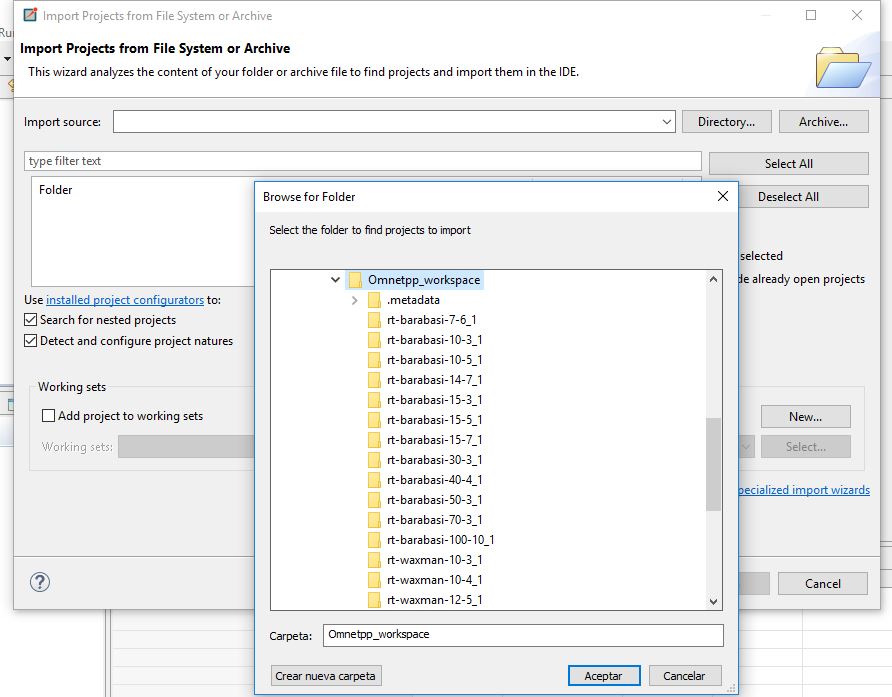 Import Projects from File System or Archive
Import Projects from File System or Archive
This wizard analyzes the content of your folder or archive file to find projects and import them in the IDE.
Import source:
Directory...
Archive...
type filter text
Select All
Folder
Deselect All
Browse for Folder
Select the folder to find projects to import
selected
de already open projects
Omnetpp_workspace
.metadata
rt-barabasi-7-6_1
rt-barabasi-10-3_1
rt-barabasi-10-5_1
rt-barabasi-14-7_1
rt-barabasi-15-3_1
rt-barabasi-15-5_1
rt-barabasi-15-7_1
rt-barabasi-30-3_1
rt-barabasi-40-4_1
rt-barabasi-50-3_1
rt-barabasi-70-3_1
rt-barabasi-100-10_1
rt-waxman-10-3_1
rt-waxman-10-4_1
rt-waxman-12-5_1
Carpeta:
Omnetpp_workspace
Crear nueva carpeta
Aceptar
Cancelar
Use installed project configurators to:
Search for nested projects
Detect and configure project natures
Working sets
Add project to working sets
New...
Working sets:
Select...
pecialized import wizards
Cancel